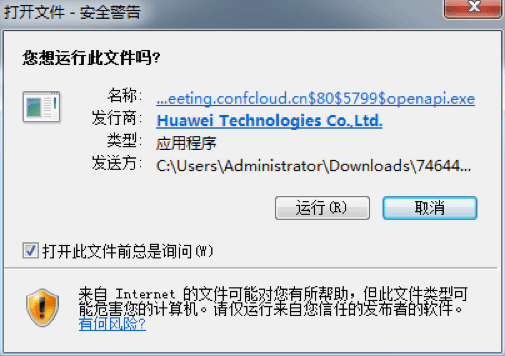 打开文件 - 安全警告
您想运行此文件吗?
名称: ...eeting.confcloud.cn$80$5799$openapi.exe
发行商: Huawei Technologies Co.,Ltd.
类型: 应用程序
发送方: C:\Users\Administrator\Downloads\74644...
运行(R) 取消
打开此文件前总是询问(W)
来自 Internet 的文件可能对您有所帮助，但此文件类型可
能危害您的计算机。请仅运行来自您信任的发布者的软件。
有何风险?